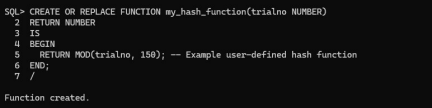 SQL> CREATE OR REPLACE FUNCTION my_hash_function(trialno NUMBER)
  2  RETURN NUMBER
  3  IS
  4  BEGIN
  5    RETURN MOD(trialno, 150); -- Example user-defined hash function
  6  END;
  7  /
Function created.